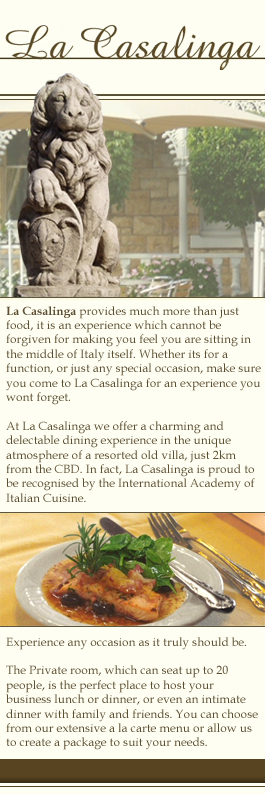 La Casalinga
La Casalinga provides much more than just
food, it is an experience which cannot be
forgiven for making you feel you are sitting in
the middle of Italy itself. Whether its for a
function, or just any special occasion, make sure
you come to La Casalinga for an experience you
wont forget.
At La Casalinga we offer a charming and
delectable dining experience in the unique
atmosphere of a resorted old villa, just 2km
from the CBD. In fact, La Casalinga is proud to
be recognised by the International Academy of
Italian Cuisine.
Experience any occasion as it truly should be.
The Private room, which can seat up to 20
people, is the perfect place to host your
business lunch or dinner, or even an intimate
dinner with family and friends. You can choose
from our extensive a la carte menu or allow us
to create a package to suit your needs.